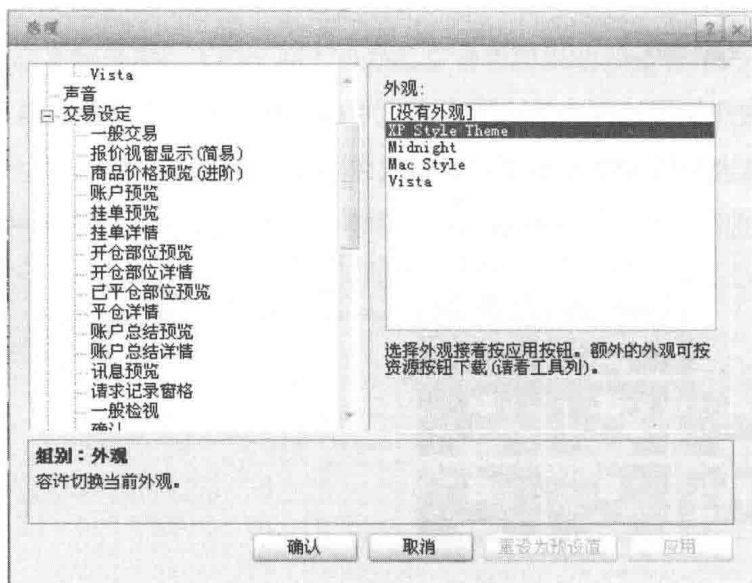 选项
Vista
声音
交易设定
一般交易
报价视窗显示(简易)
商品价格预览(进阶)
账户预览
挂单预览
挂单详情
开仓部位预览
开仓部位详情
已平仓部位预览
平仓详情
账户总结预览
账户总结详情
讯息预览
请求记录窗格
一般检视
确认
外观:
[没有外观]
XP Style Theme
Midnight
Mac Style
Vista
选择外观接着按应用按钮。额外的外观可按
资源按钮下载(请看工具列)。
组别：外观
容许切换当前外观。
确认
取消
重设为预设值
应用